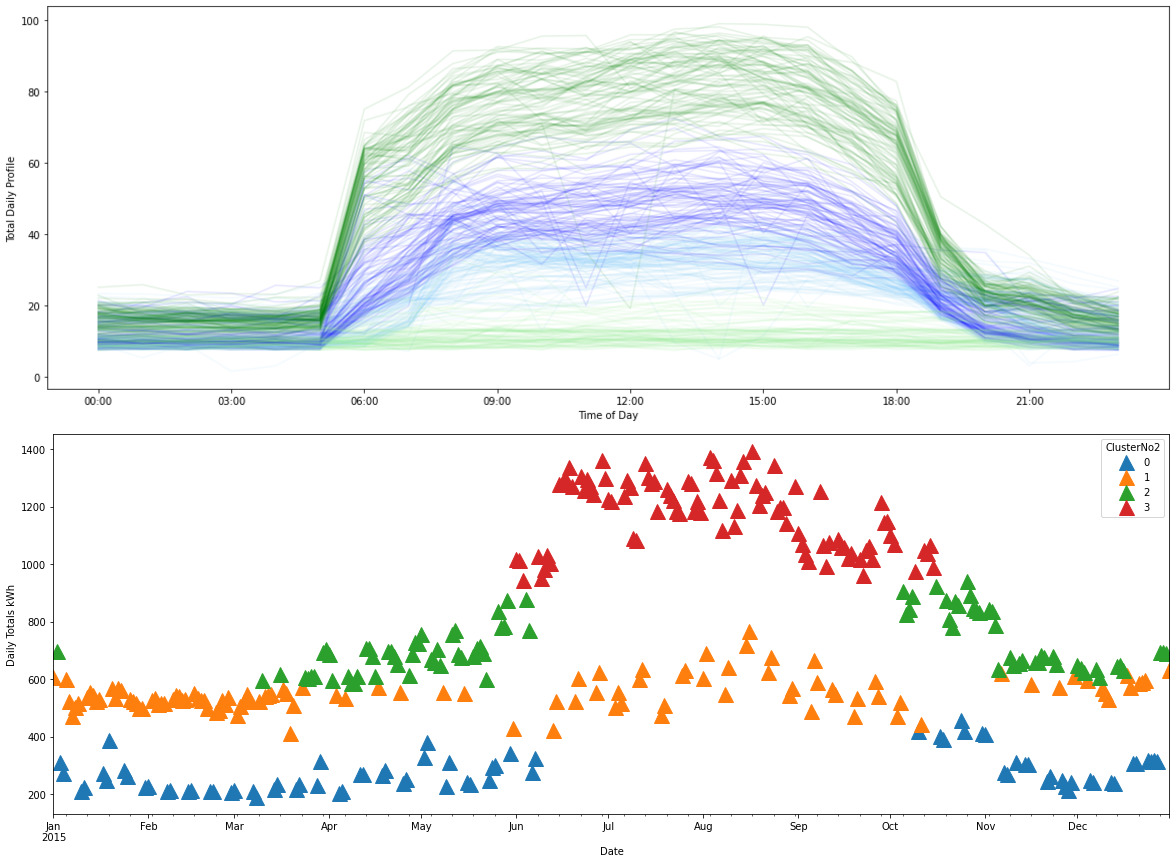 100
80
60
40
20
0
Total Daily Profile
00:00 03:00 06:00 09:00 12:00 15:00 18:00 21:00
Time of Day
1400
1200
1000
800
600
400
200
Daily Totals kWh
ClusterNo2
0
1
2
3
Jan Feb Mar Apr May Jun Jul Aug Sep Oct Nov Dec
2015
Date